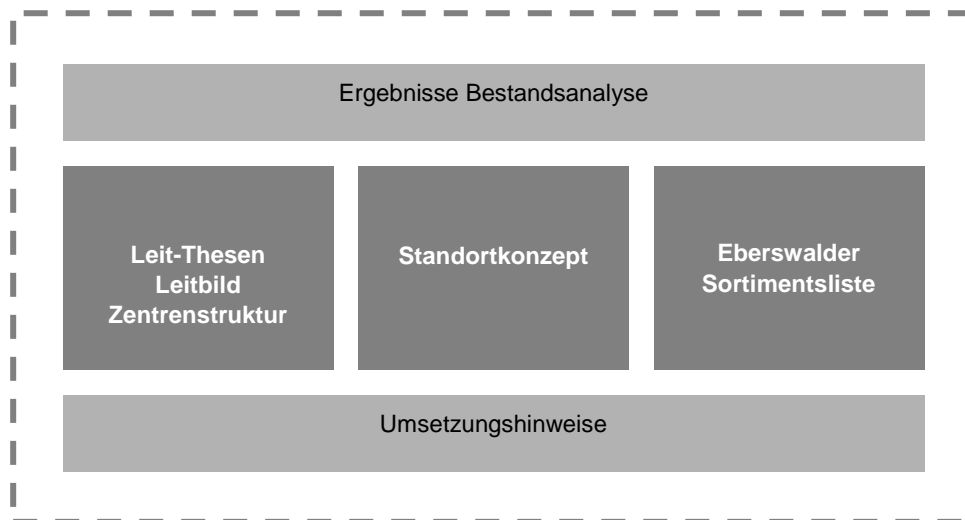 Ergebnisse Bestandsanalyse
Leit-Thesen
Leitbild
Zentrenstruktur
Standortkonzept
Eberswalder
Sortimentsliste
Umsetzungshinweise